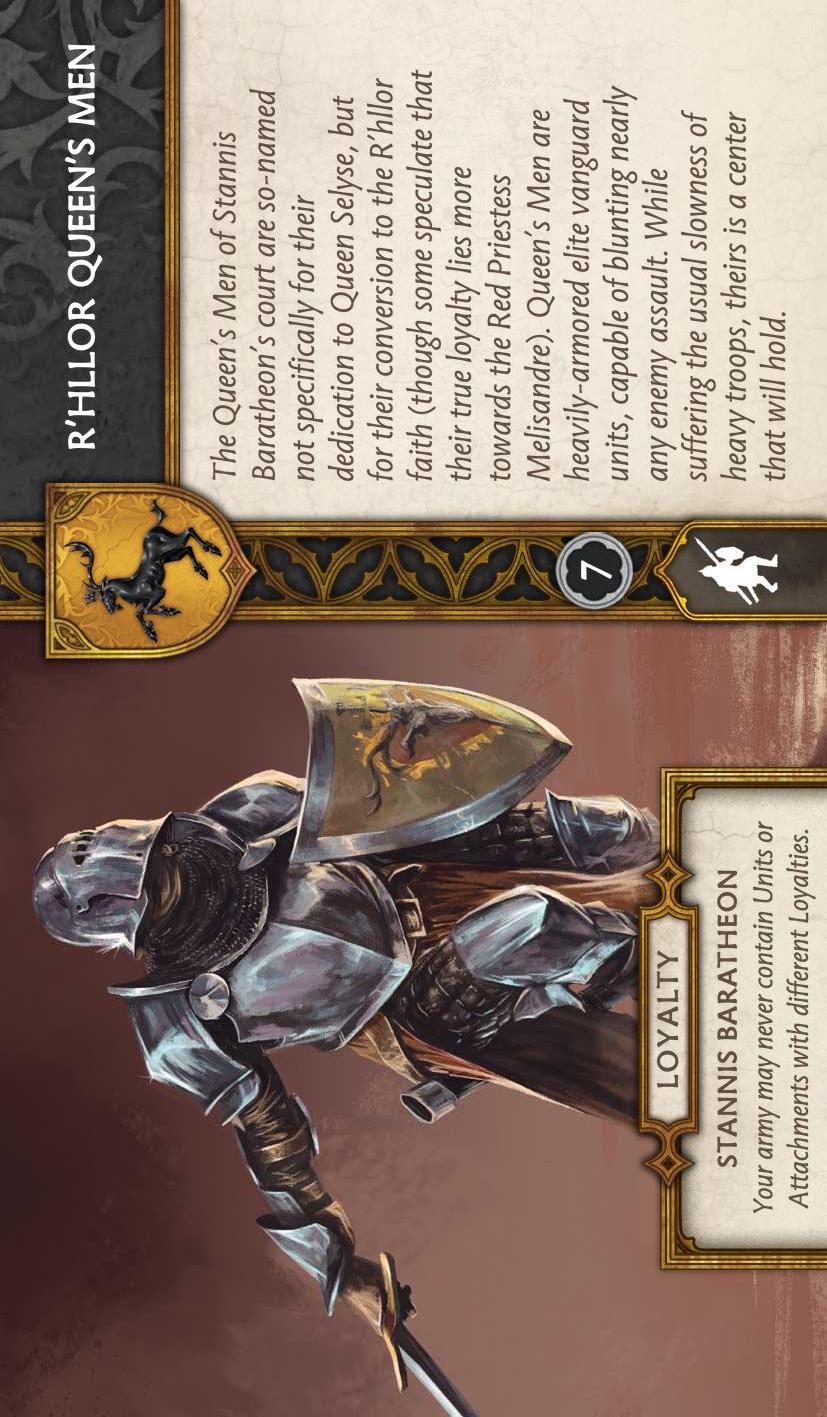 R'HLLOR QUEEN'S MEN
The Queen's Men of Stannis
Baratheon's court are so-named
not specifically for their
dedication to Queen Selyse, but
for their conversion to the R'hllor
faith (though some speculate that
their true loyalty lies more
towards the Red Priestess
Melisandre). Queen's Men are
heavily-armored elite vanguard
units, capable of blunting nearly
any enemy assault. While
suffering the usual slowness of
heavy troops, theirs is a center
that will hold.
7
LOYALTY
STANNIS BARATHEON
Your army may never contain Units or
Attachments with different Loyalties.